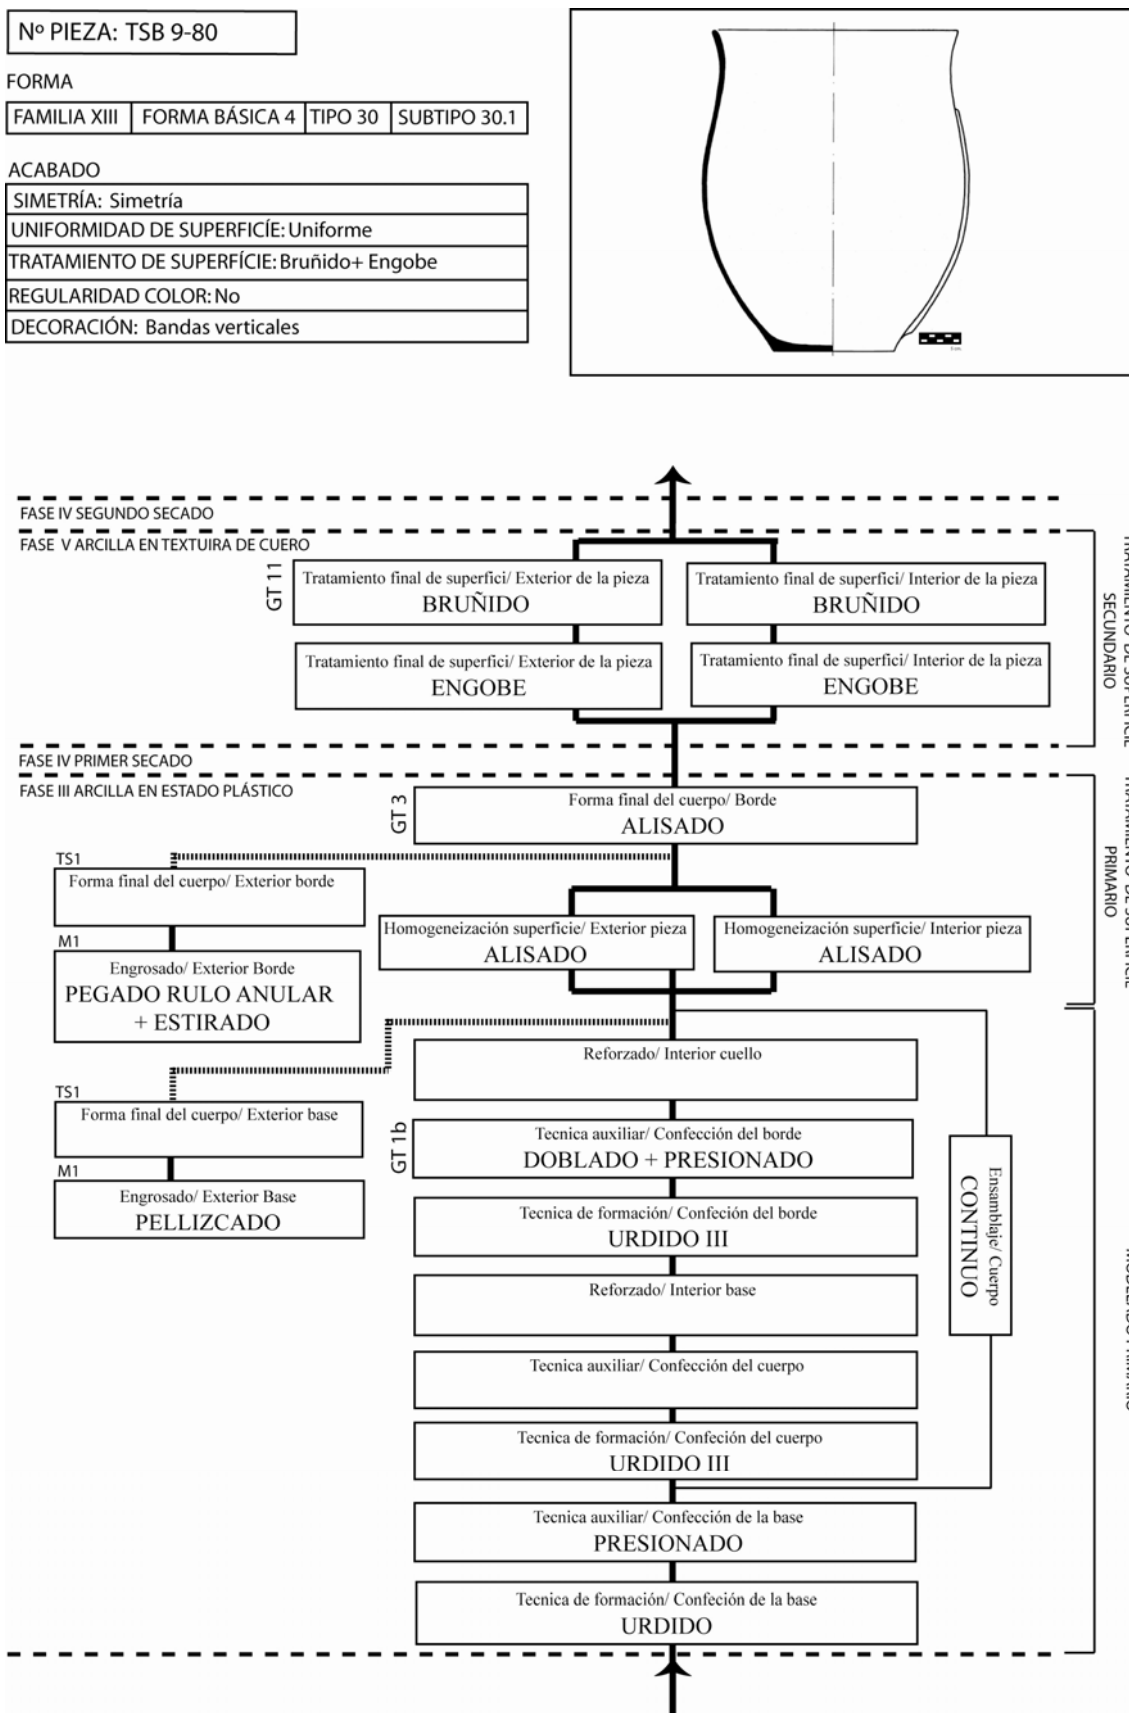 Nº PIEZA: TSB 9-80
FORMA
FAMILIA XIII FORMA BÁSICA 4 TIPO 30 SUBTIPO 30.1
ACABADO
SIMETRÍA: Simetría
UNIFORMIDAD DE SUPERFICÍE: Uniforme
TRATAMIENTO DE SUPERFÍCIE: Bruñido+ Engobe
REGULARIDAD COLOR: No
DECORACIÓN: Bandas verticales
FASE IV SEGUNDO SECADO
FASE V ARCILLA EN TEXTUIRA DE CUERO
GT 11
Tratamiento final de superfici/ Exterior de la pieza
BRUÑIDO
Tratamiento final de superfici/ Interior de la pieza
BRUÑIDO
Tratamiento final de superfici/ Exterior de la pieza
ENGOBE
Tratamiento final de superfici/ Interior de la pieza
ENGOBE
SECUNDARIO
FASE IV PRIMER SECADO
FASE III ARCILLA EN ESTADO PLÁSTICO
GT 3
Forma final del cuerpo/ Borde
ALISADO
PRIMARIO
TS1
Forma final del cuerpo/ Exterior borde
M1
Engrosado/ Exterior Borde
PEGADO RULO ANULAR
+ ESTIRADO
Homogeneización superficie/ Exterior pieza
ALISADO
Homogeneización superficie/ Interior pieza
ALISADO
Reforzado/ Interior cuello
TS1
Forma final del cuerpo/ Exterior base
M1
Engrosado/ Exterior Base
PELLIZCADO
GT 1b
Tecnica auxiliar/ Confección del borde
DOBLADO + PRESIONADO
Tecnica de formación/ Confeción del borde
URDIDO III
Reforzado/ Interior base
Tecnica auxiliar/ Confección del cuerpo
Tecnica de formación/ Confeción del cuerpo
URDIDO III
Ensamblaje/ Cuerpo
CONTINUO
Tecnica auxiliar/ Confección de la base
PRESIONADO
Tecnica de formación/ Confeción de la base
URDIDO